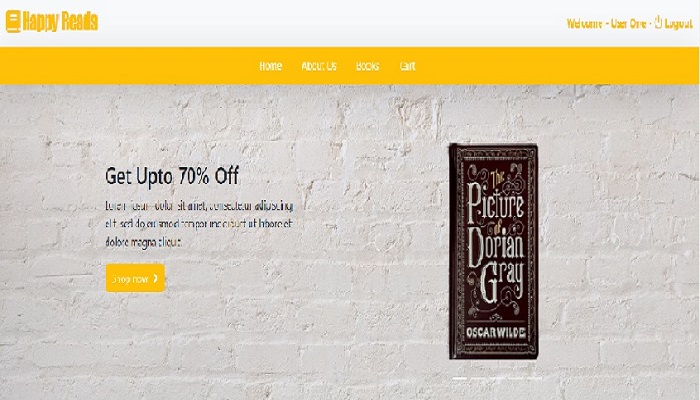 Happy Reads
Welcome - User One - Logout
Home About Us Books Cart
Get Upto 70% Off
Lorem ipsum dolor sit amet, consectetur adipiscing
elit, sed do eiusmod tempor incididunt ut labore et
dolore magna aliqua.
Shop now
The
Picture
of
Dorian
Gray
OSCAR WILDE